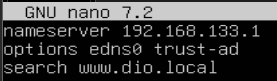 GNU nano 7.2
nameserver 192.168.133.1
options edns0 trust-ad
search www.dio.local